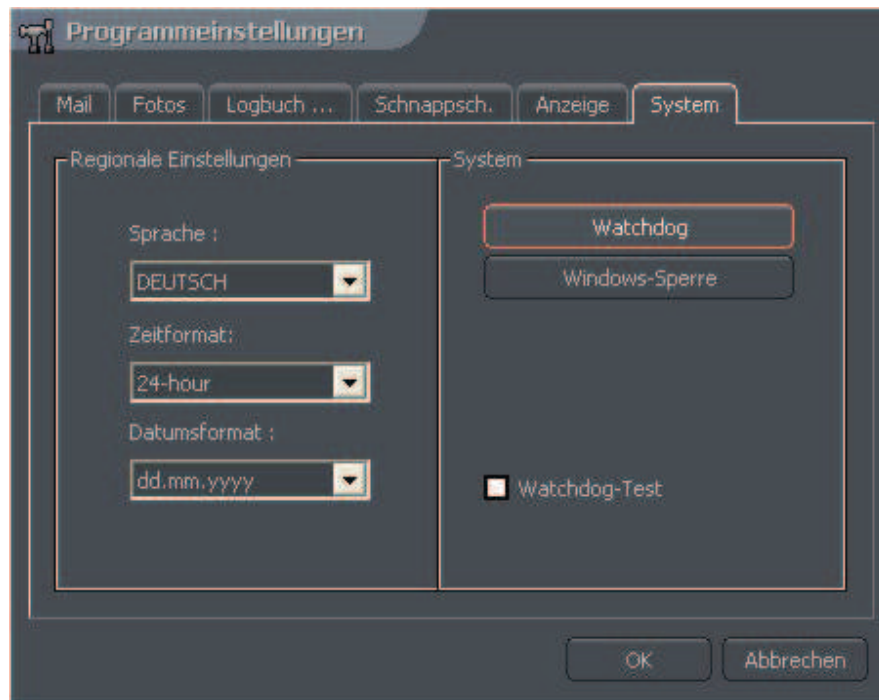 Programmeinstellungen
Mail Fotos Logbuch ... Schnappsch. Anzeige System
Regionale Einstellungen
Sprache :
DEUTSCH
Zeitformat:
24-hour
Datumsformat :
dd.mm.yyyy
System
Watchdog
Windows-Sperre
Watchdog-Test
OK Abbrechen